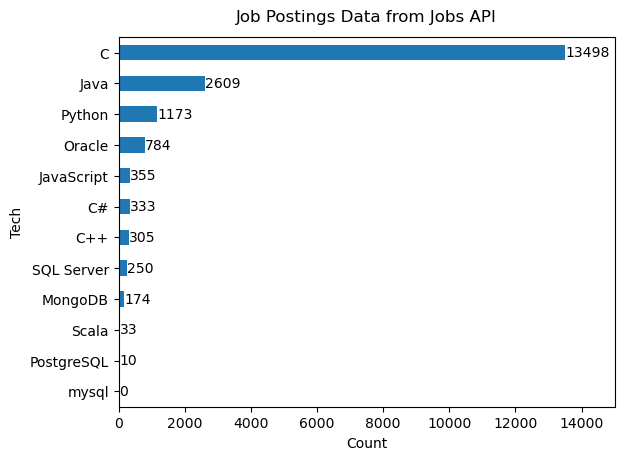 Job Postings Data from Jobs API
C 13498
Java 2609
Python 1173
Oracle 784
JavaScript 355
C# 333
C++ 305
SQL Server 250
MongoDB 174
Scala 33
PostgreSQL 10
mysql 0
Tech
0 2000 4000 6000 8000 10000 12000 14000
Count